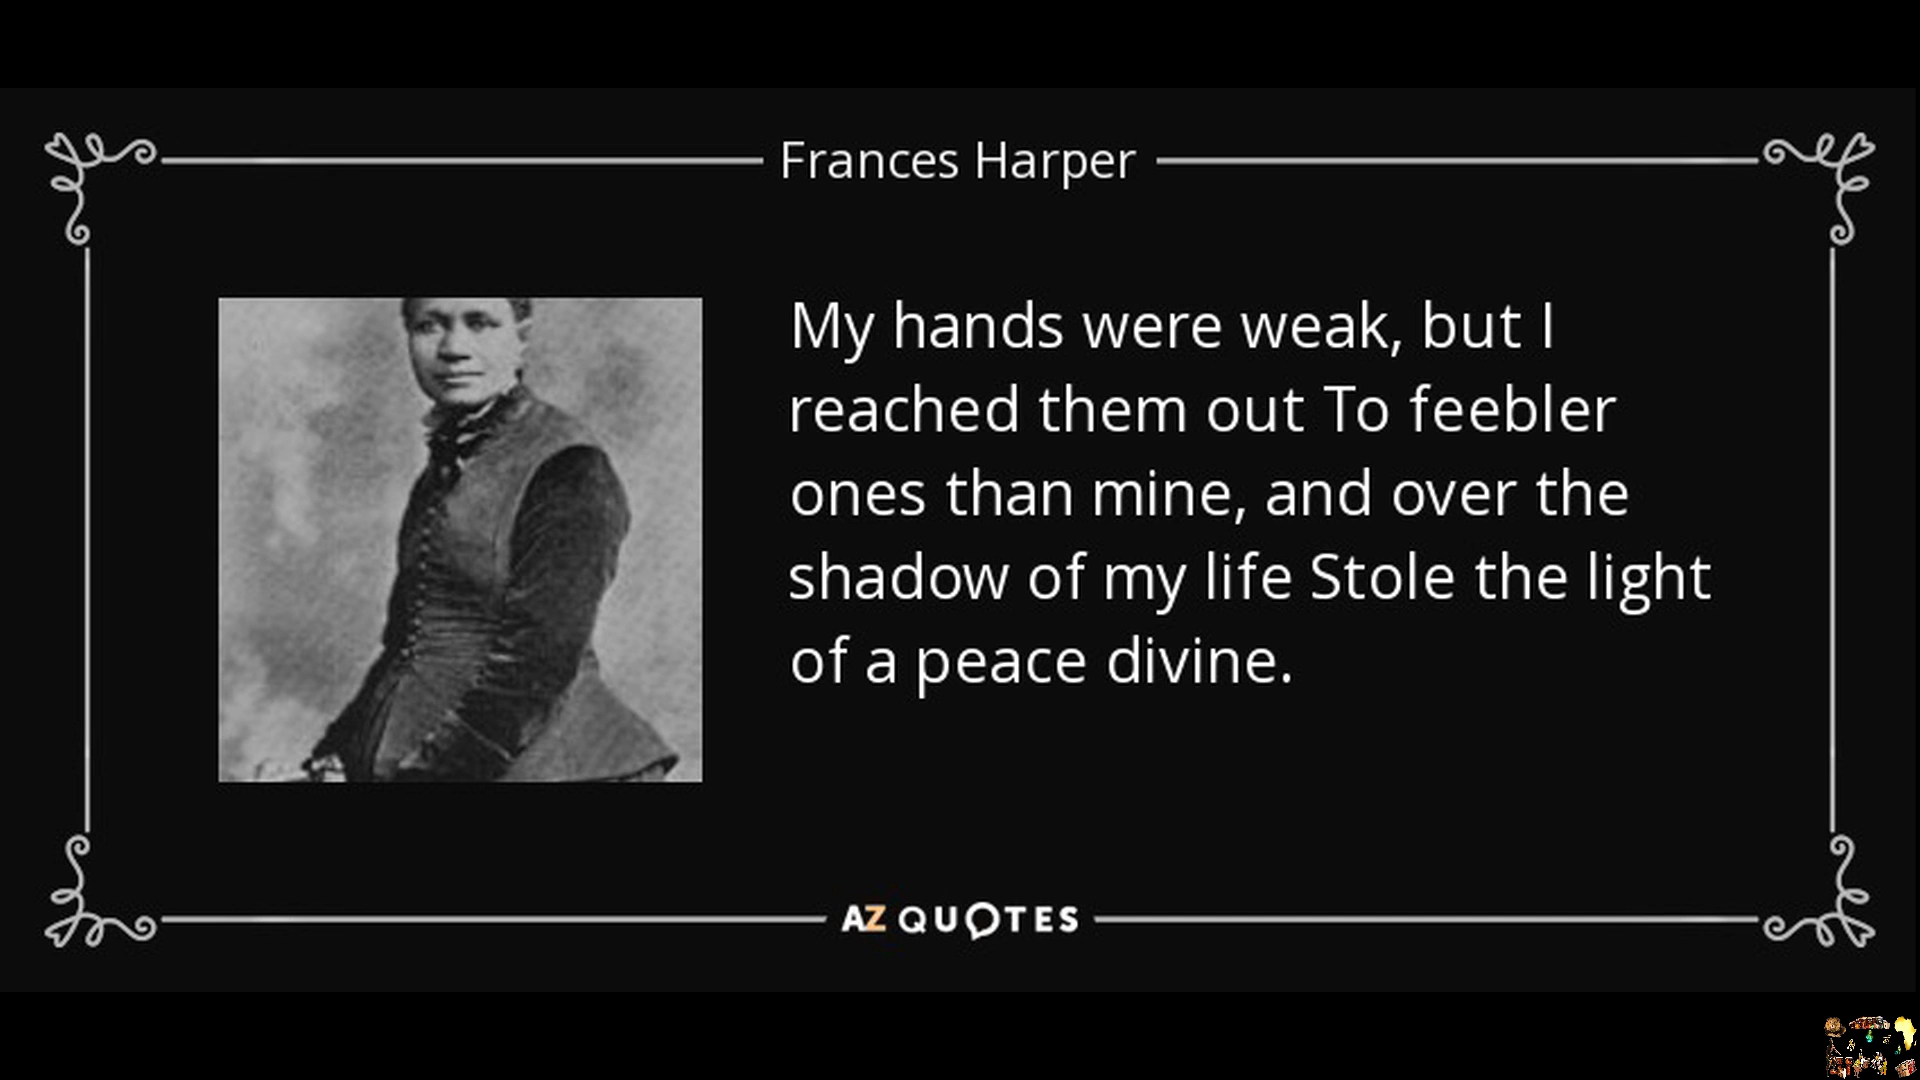 Frances Harper
My hands were weak, but I
reached them out To feebler
ones than mine, and over the
shadow of my life Stole the light
of a peace divine.
AZ QUOTES